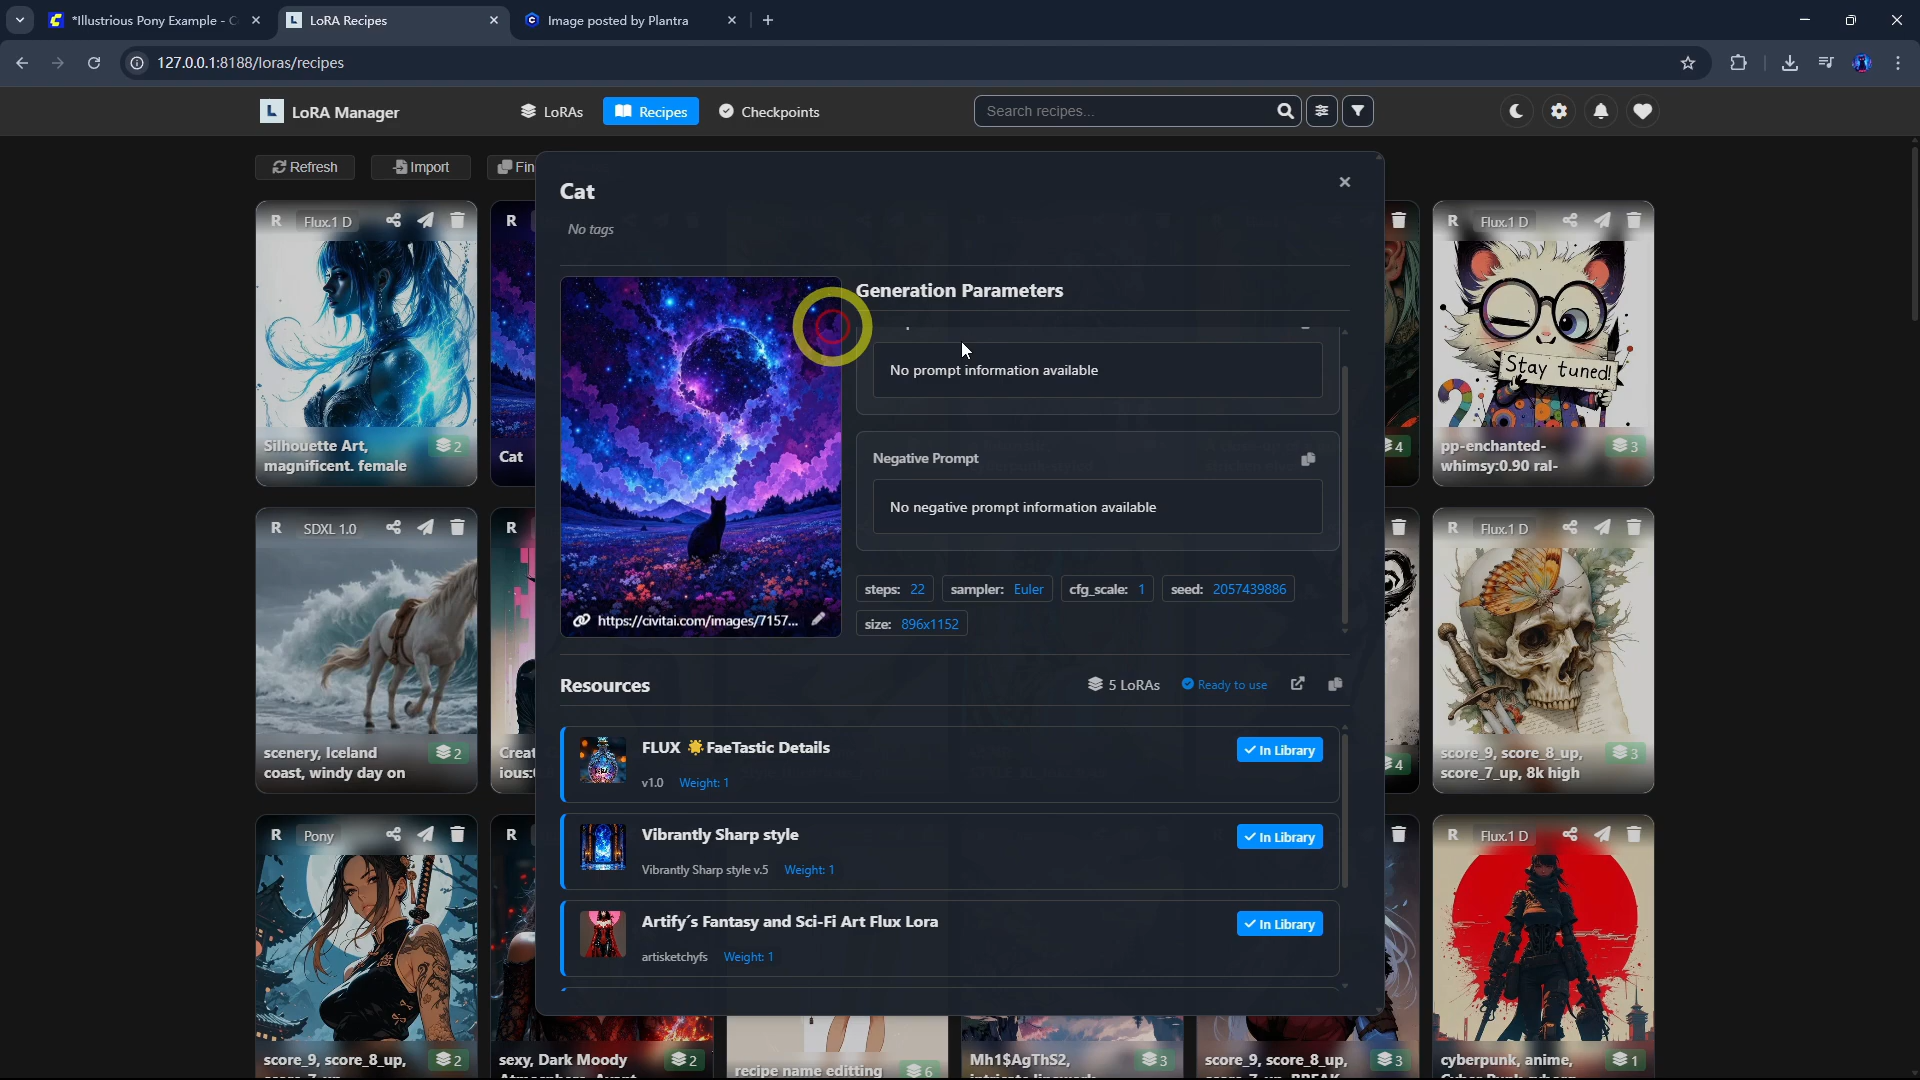 *Illustrious Pony Example - C
LoRA Recipes
Image posted by Plantra
127.0.0.1:8188/loras/recipes
L LoRA Manager
LoRAs
Recipes
Checkpoints
Search recipes...
Refresh
Import
Fin
Cat
No tags
R Flux.1 D
R
R Flux.1 D
Generation Parameters
No prompt information available
Stay tuned!
Silhouette Art,
magnificent. female
2
Cat
4
pp-enchanted-
whimsy:0.90 ral-
3
Negative Prompt
No negative prompt information available
R SDXL 1.0
R
R Flux.1 D
steps: 22
sampler: Euler
cfg_scale: 1
seed: 2057439886
size: 896x1152
https://civitai.com/images/7157...
Resources
5 LoRAs
Ready to use
FLUX 🌟 FaeTastic Details
In Library
v1.0 Weight: 1
scenery, Iceland
coast, windy day on
2
Creat
ious:
4
score_9, score_8_up,
score_7_up, 8k high
3
Vibrantly Sharp style
In Library
Vibrantly Sharp style v.5 Weight: 1
R Pony
R
R Flux.1 D
Artify´s Fantasy and Sci-Fi Art Flux Lora
In Library
artisketchyfs Weight: 1
score_9, score_8_up,
2
sexy, Dark Moody
2
recipe name editting
6
Mh1$AgThS2,
3
score_9, score_8_up,
3
cyberpunk, anime,
1